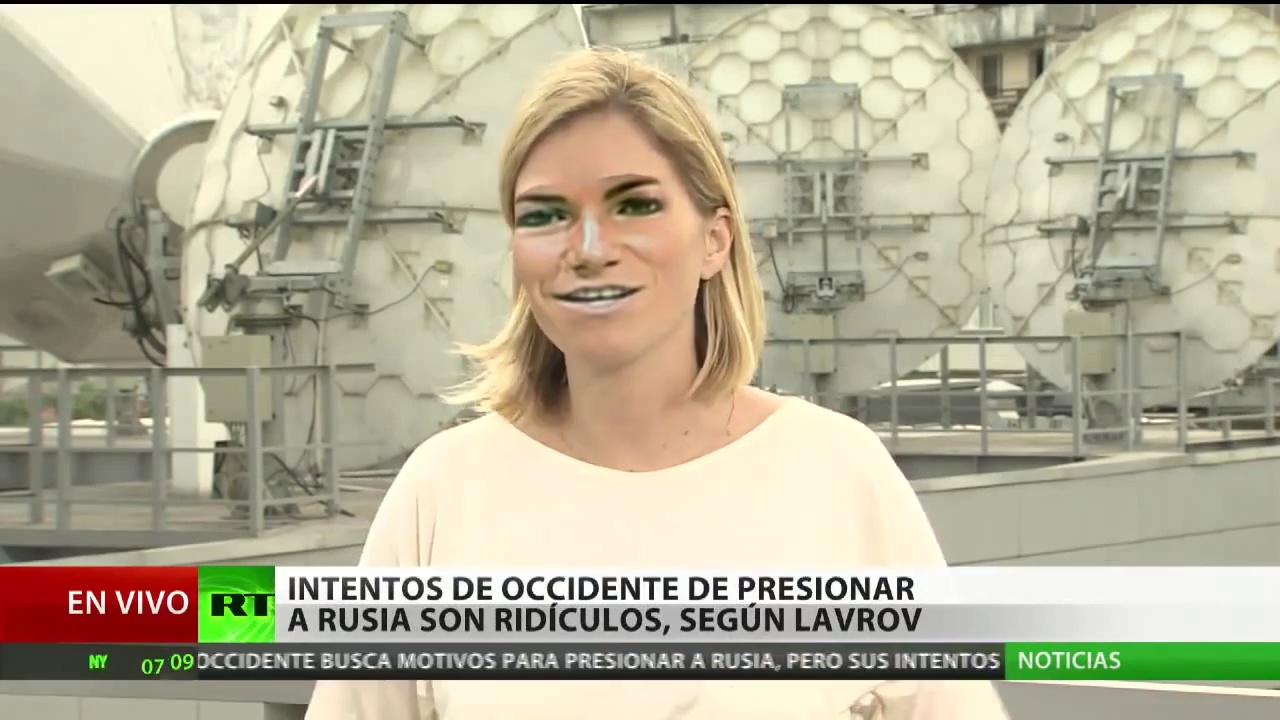 EN VIVO
RT
INTENTOS DE OCCIDENTE DE PRESIONAR
A RUSIA SON RIDÍCULOS, SEGÚN LAVROV
NY 07 09
OCCIDENTE BUSCA MOTIVOS PARA PRESIONAR A RUSIA, PERO SUS INTENTOS
NOTICIAS